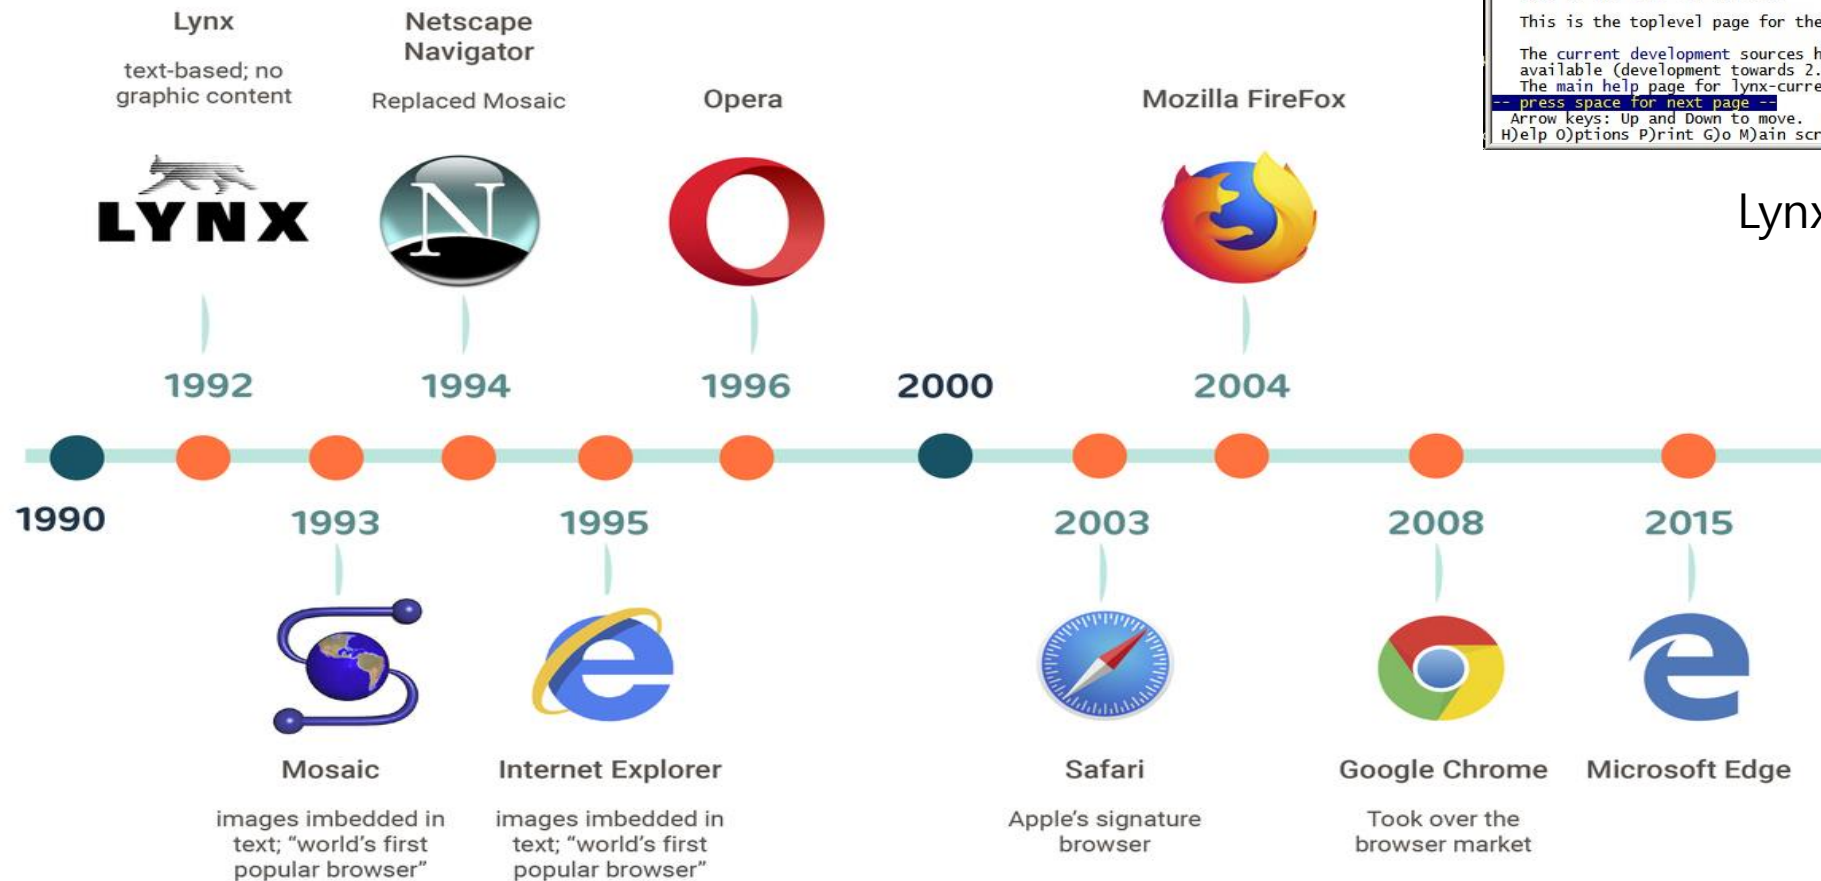 Lynx
text-based; no
graphic content
LYNX
1992
Netscape
Navigator
Replaced Mosaic
N
1994
Opera
1996
2000
Mozilla FireFox
2004
This is the toplevel page for the
The current development sources
available (development towards 2.
The main help page for
-- press space for next page --
Arrow keys: Up and Down to move.
H)elp O)ptions P)rint G)o M)ain
Lynx
1990
1993
Mosaic
images imbedded in
text; “world’s first
popular browser”
1995
Internet Explorer
images imbedded in
text; “world’s first
popular browser”
2003
Safari
Apple’s signature
browser
2008
Google Chrome
Took over the
browser market
2015
Microsoft Edge